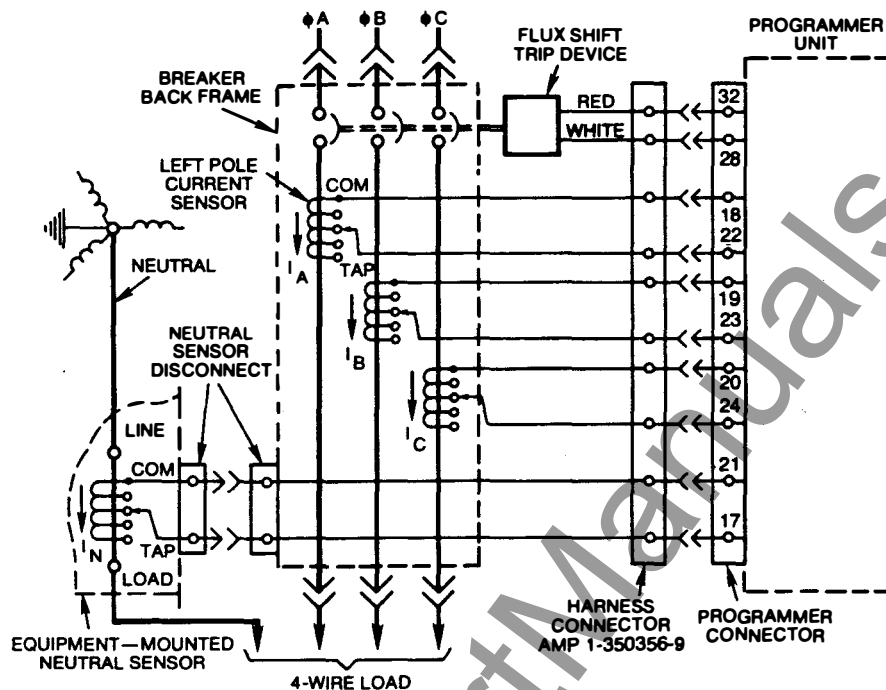 φA φB φC
FLUX SHIFT
TRIP DEVICE
PROGRAMMER
UNIT
BREAKER
BACK FRAME
RED
WHITE
32
28
LEFT POLE
CURRENT
SENSOR
COM
TAP
I A
18
22
NEUTRAL
I B
19
23
NEUTRAL
SENSOR
DISCONNECT
I C
20
24
LINE
COM
21
I N
TAP
17
LOAD
EQUIPMENT—MOUNTED
NEUTRAL SENSOR
4-WIRE LOAD
HARNESS
CONNECTOR
AMP 1-350356-9
PROGRAMMER
CONNECTOR